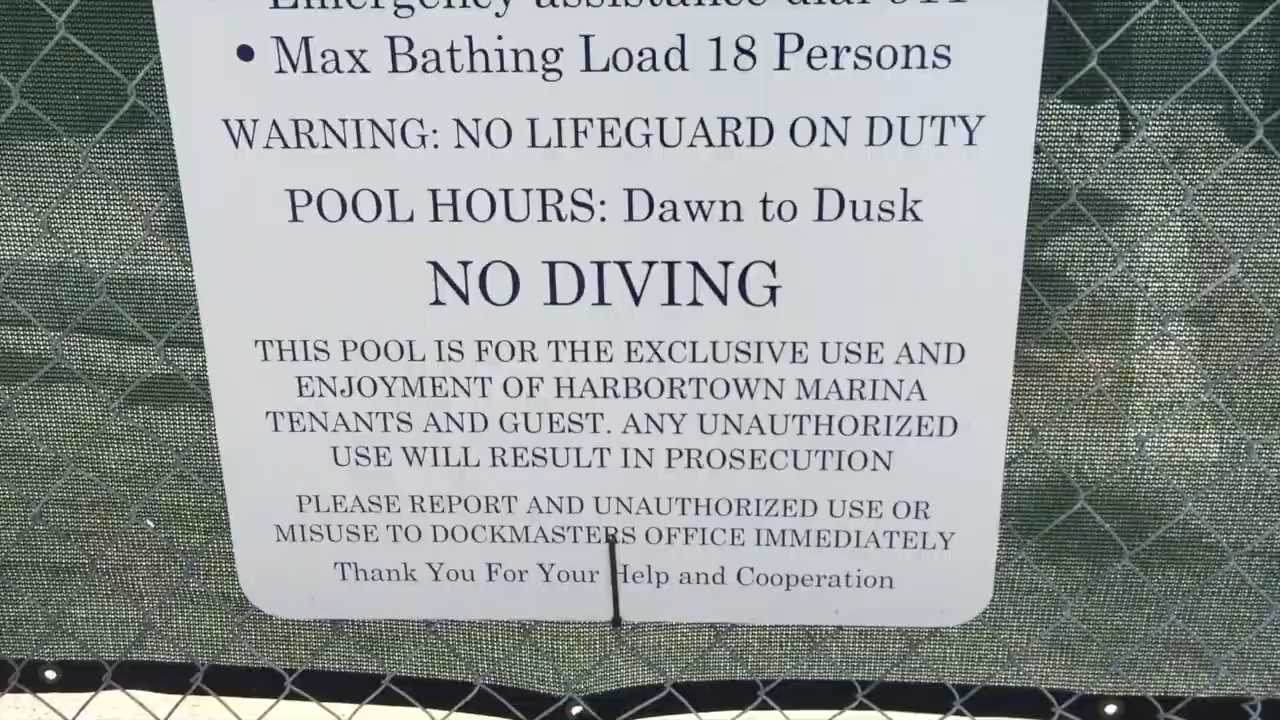 Emergency assistance dial 911
• Max Bathing Load 18 Persons
WARNING: NO LIFEGUARD ON DUTY
POOL HOURS: Dawn to Dusk
NO DIVING
THIS POOL IS FOR THE EXCLUSIVE USE AND
ENJOYMENT OF HARBORTOWN MARINA
TENANTS AND GUEST. ANY UNAUTHORIZED
USE WILL RESULT IN PROSECUTION
PLEASE REPORT AND UNAUTHORIZED USE OR
MISUSE TO DOCKMASTERS OFFICE IMMEDIATELY
Thank You For Your Help and Cooperation